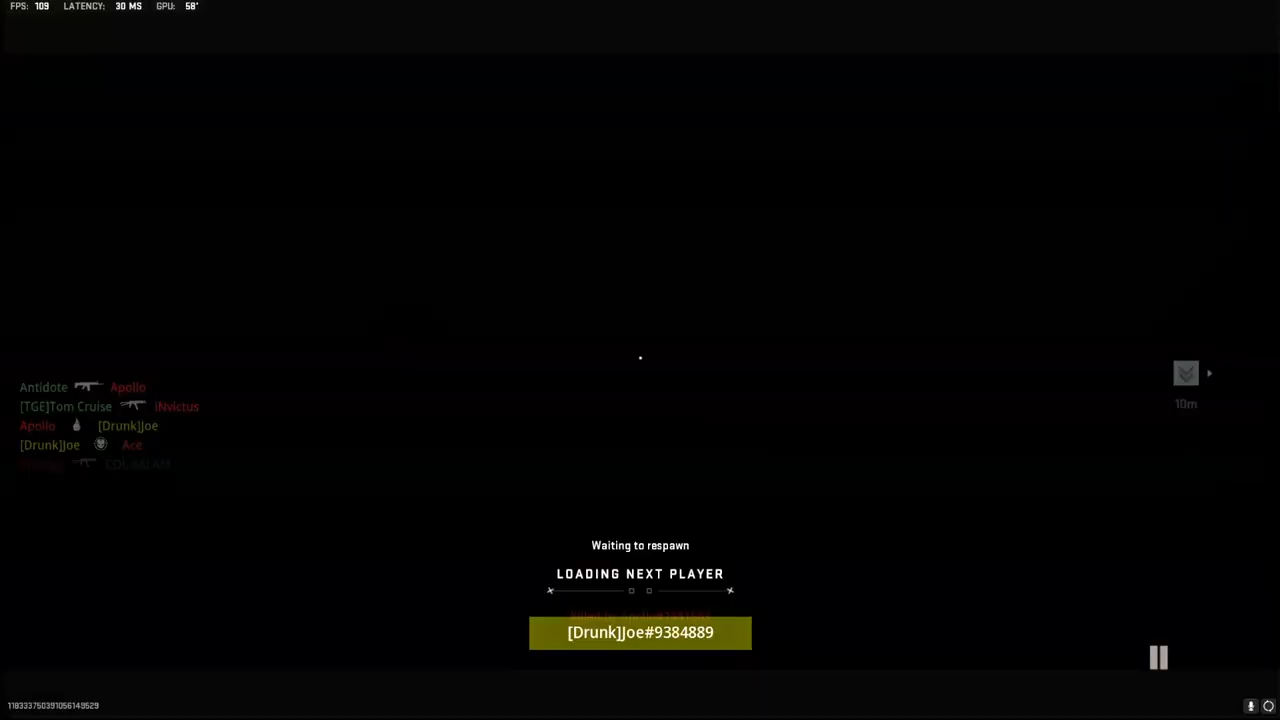 FPS: 109 LATENCY: 30 MS GPU: 58°
Antidote Apollo
[TGE]Tom Cruise iNvictus
Apollo [Drunk]Joe
[Drunk]Joe Ace
10m
Waiting to respawn
LOADING NEXT PLAYER
[Drunk]Joe#9384889